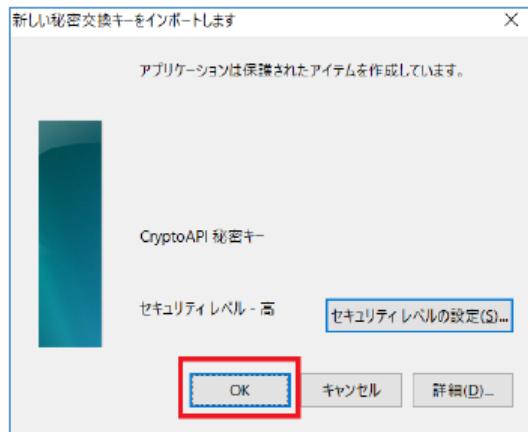 新しい秘密交換キーをインポートします
アプリケーションは保護されたアイテムを作成しています。
CryptoAPI 秘密キー
セキュリティ レベル - 高
セキュリティ レベルの設定(S)...
OK
キャンセル
詳細(D)...